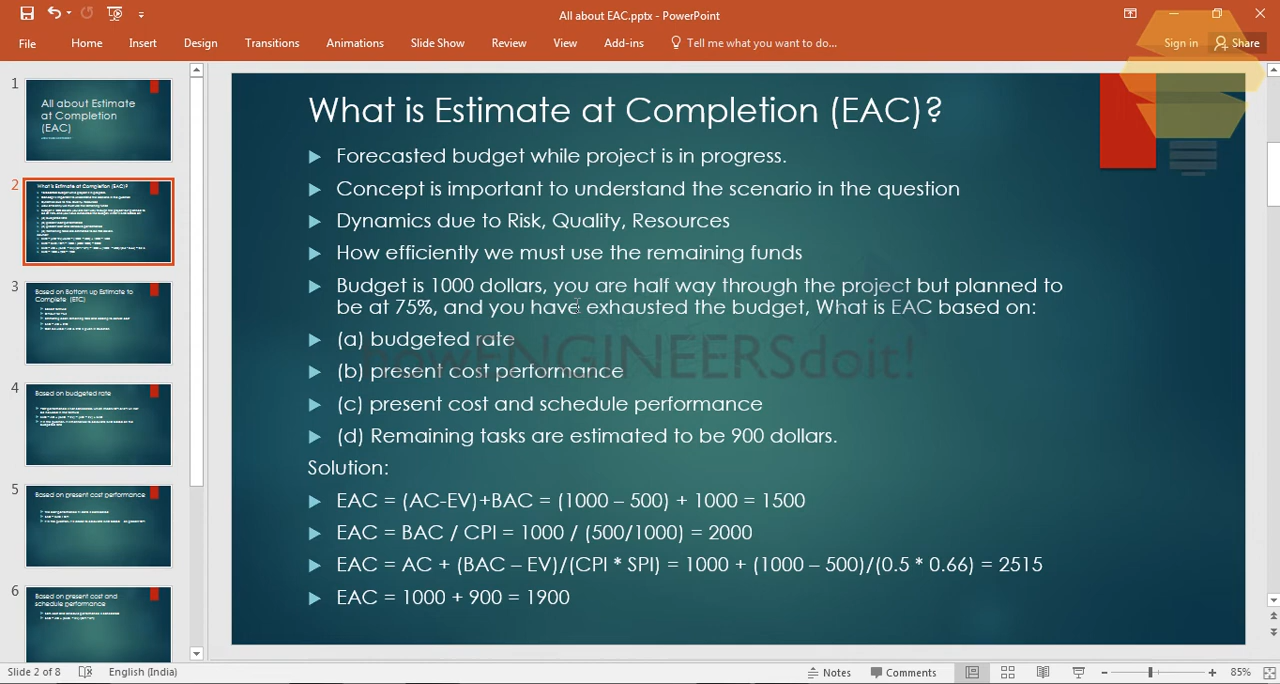 All about EAC.pptx - PowerPoint
File Home Insert Design Transitions Animations Slide Show Review View Add-ins Tell me what you want to do... Sign in Share
1
All about Estimate
at Completion
(EAC)
2
What is Estimate at Completion (EAC)?
3
Based on Bottom up Estimate to
Complete (ETC)
4
Based on budgeted rate
5
Based on present cost performance
6
Based on present cost and
schedule performance
What is Estimate at Completion (EAC)?
Forecasted budget while project is in progress.
Concept is important to understand the scenario in the question
Dynamics due to Risk, Quality, Resources
How efficiently we must use the remaining funds
Budget is 1000 dollars, you are half way through the project but planned to
be at 75%, and you have exhausted the budget, What is EAC based on:
(a) budgeted rate
howENGINEERSdoit!
(b) present cost performance
(c) present cost and schedule performance
(d) Remaining tasks are estimated to be 900 dollars.
Solution:
EAC = (AC-EV)+BAC = (1000 – 500) + 1000 = 1500
EAC = BAC / CPI = 1000 / (500/1000) = 2000
EAC = AC + (BAC – EV)/(CPI * SPI) = 1000 + (1000 – 500)/(0.5 * 0.66) = 2515
EAC = 1000 + 900 = 1900
Slide 2 of 8 English (India) Notes Comments 85%